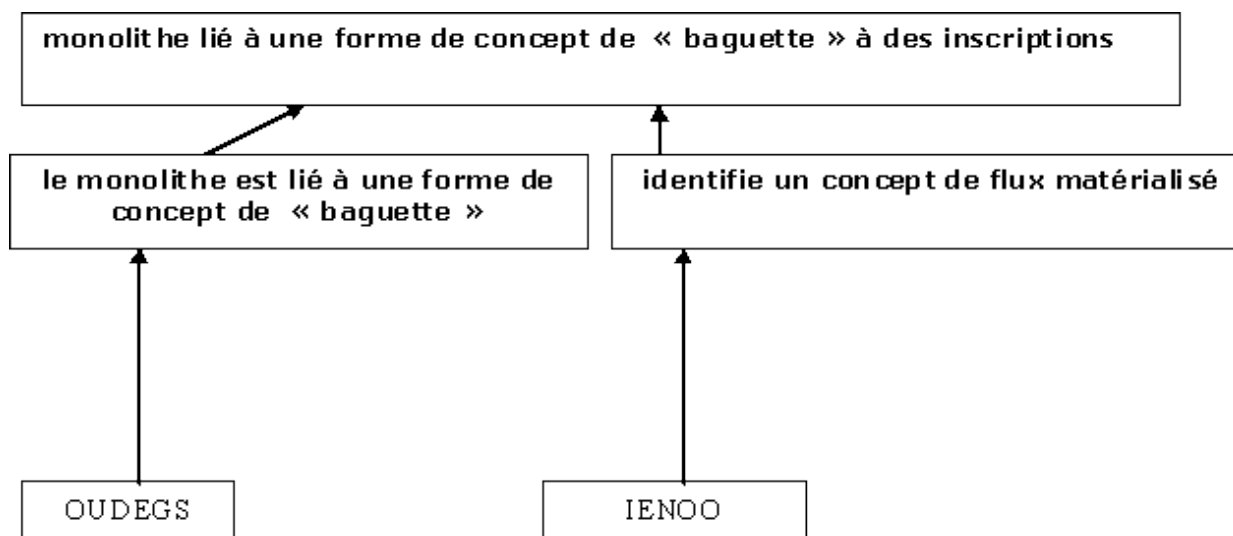 monolithe lié à une forme de concept de « baguette » à des inscriptions
le monolithe est lié à une forme de
concept de « baguette »
identifie un concept de flux matérialisé
OUDEGS
IENOO